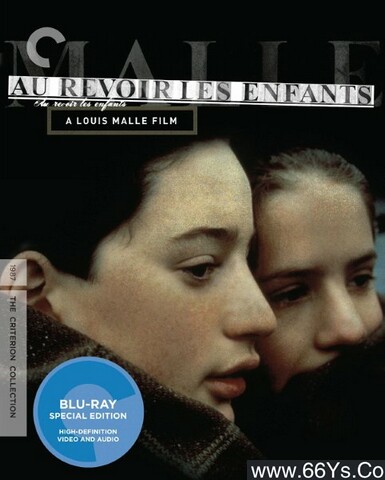 MALLE
AU REVOIR LES ENFANTS
Au revoir les enfants
A LOUIS MALLE FILM
1987 THE CRITERION COLLECTION
BLU-RAY
SPECIAL EDITION
HIGH-DEFINITION
VIDEO AND AUDIO
www.66Ys.Co